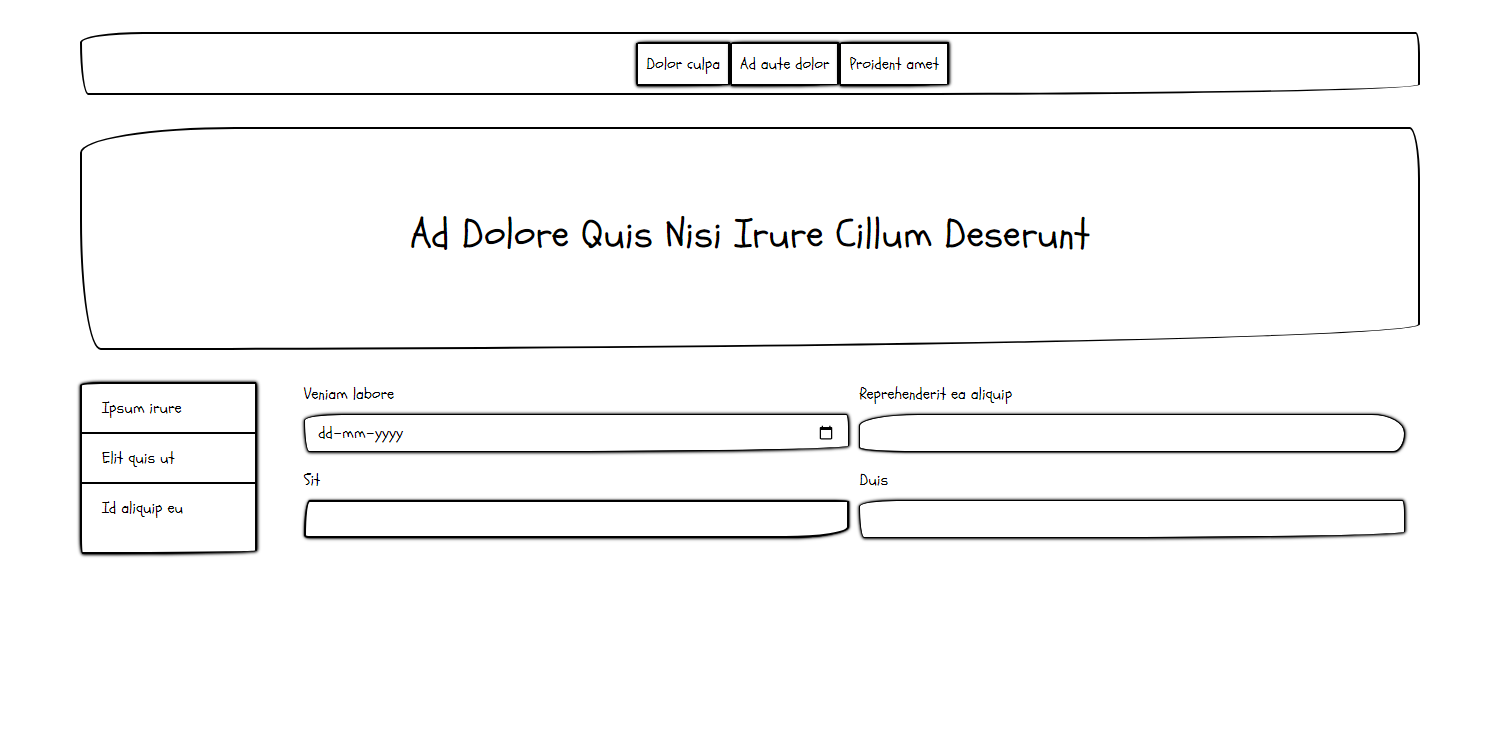 Dolor culpa Ad aute dolor Proident amet
Ad Dolore Quis Nisi Irure Cillum Deserunt
Ipsum irure
Elit quis ut
Id aliquip eu
Veniam labore
dd-mm-yyyy
Reprehenderit ea aliquip
Sit
Duis